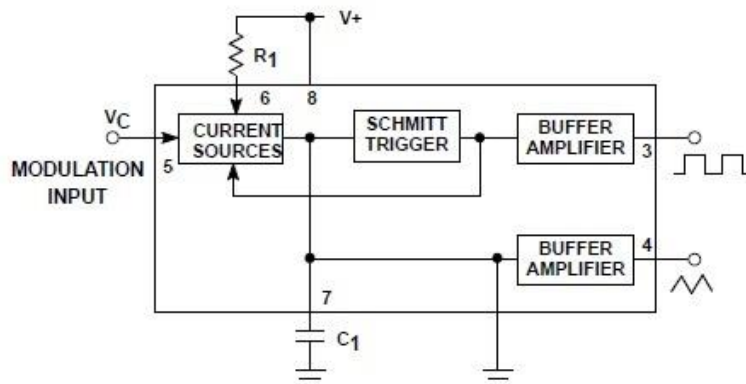 V+
R1
6
8
VC
5
MODULATION
INPUT
CURRENT
SOURCES
SCHMITT
TRIGGER
BUFFER
AMPLIFIER
3
BUFFER
AMPLIFIER
4
7
C1